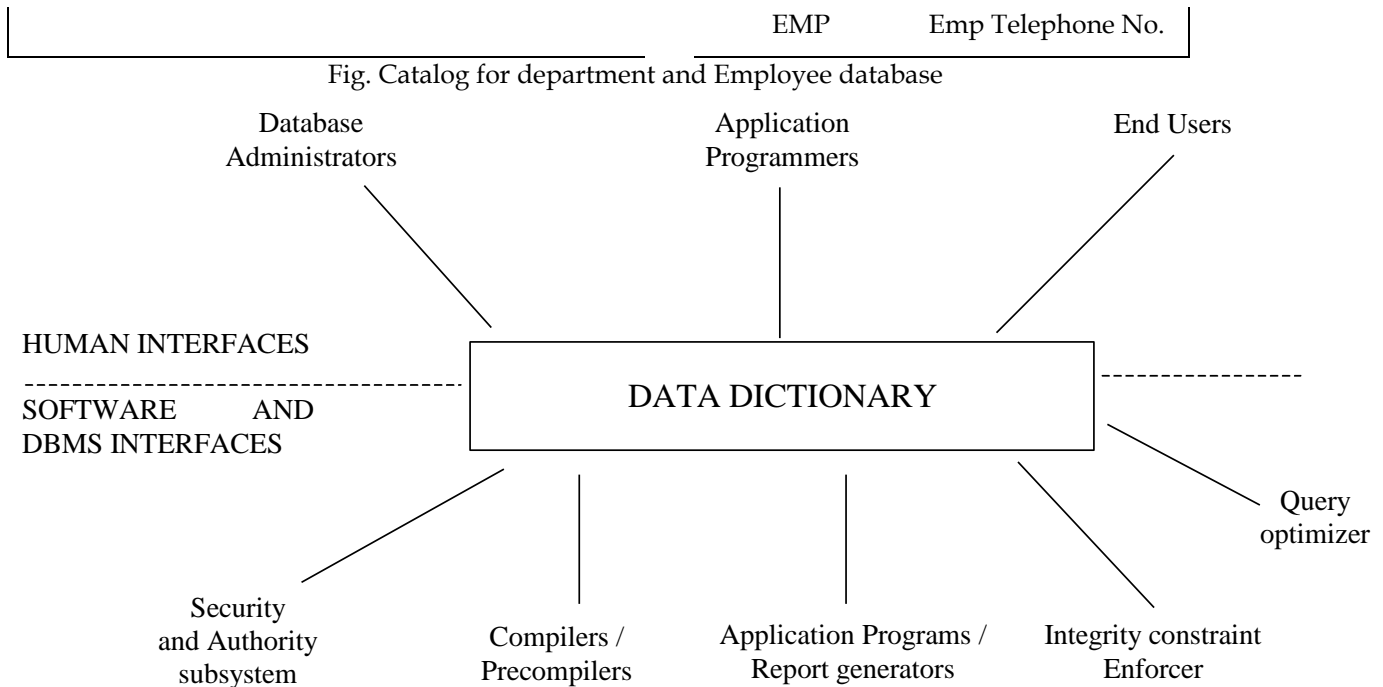 EMP Emp Telephone No.
Fig. Catalog for department and Employee database
Database
Administrators
Application
Programmers
End Users
HUMAN INTERFACES
SOFTWARE AND
DBMS INTERFACES
DATA DICTIONARY
Query
optimizer
Security
and Authority
subsystem
Compilers /
Precompilers
Application Programs /
Report generators
Integrity constraint
Enforcer